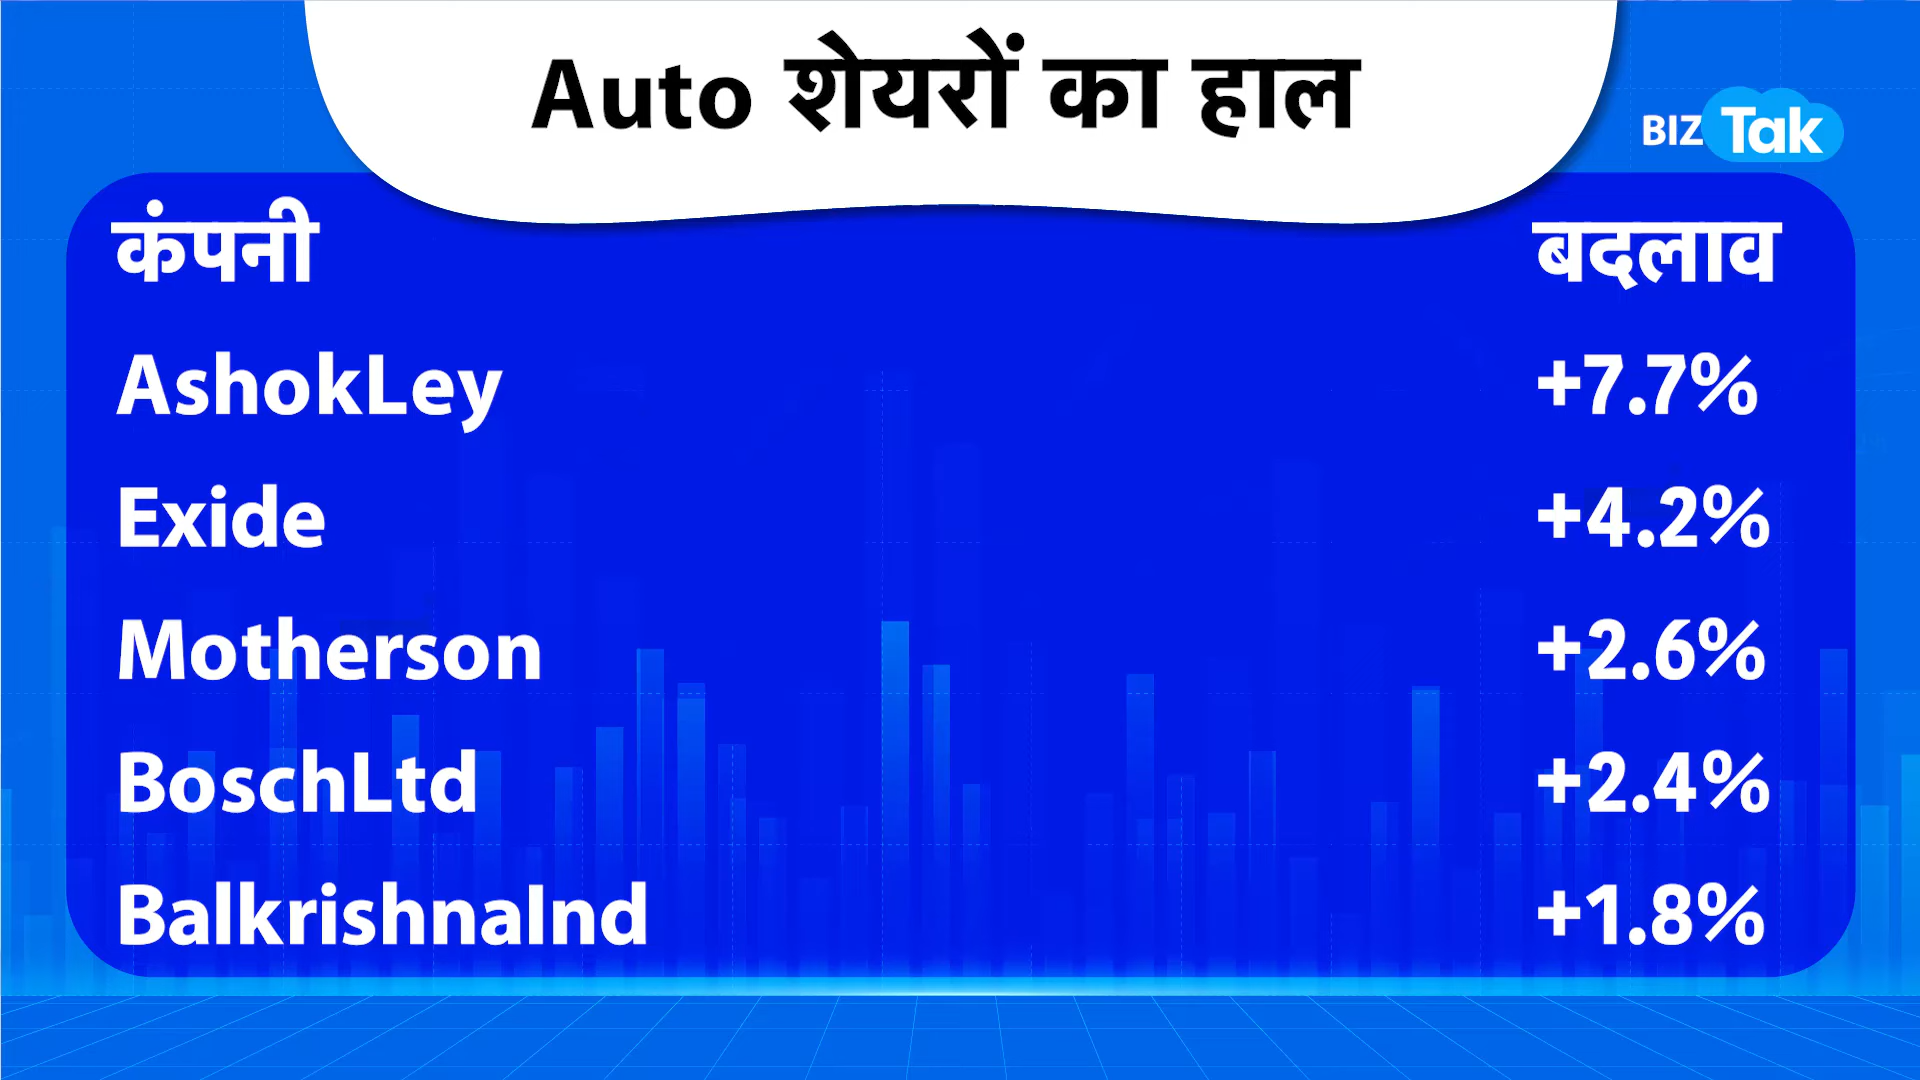 Auto शेयरों का हाल
BIZ Tak
कंपनी बदलाव
AshokLey +7.7%
Exide +4.2%
Motherson +2.6%
BoschLtd +2.4%
BalkrishnaInd +1.8%